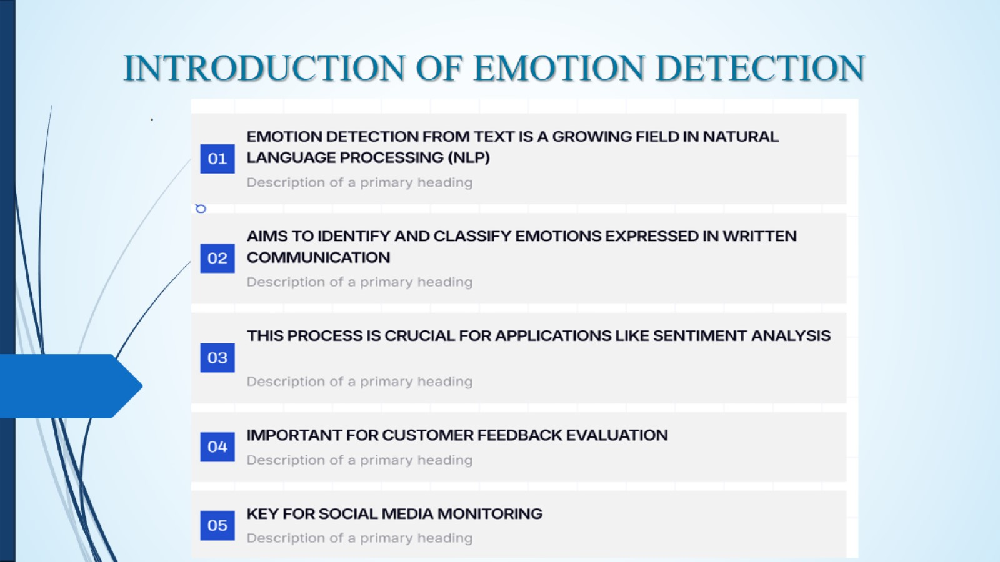 INTRODUCTION OF EMOTION DETECTION
.
01
EMOTION DETECTION FROM TEXT IS A GROWING FIELD IN NATURAL
LANGUAGE PROCESSING (NLP)
Description of a primary heading
02
AIMS TO IDENTIFY AND CLASSIFY EMOTIONS EXPRESSED IN WRITTEN
COMMUNICATION
Description of a primary heading
03
THIS PROCESS IS CRUCIAL FOR APPLICATIONS LIKE SENTIMENT ANALYSIS
Description of a primary heading
04
IMPORTANT FOR CUSTOMER FEEDBACK EVALUATION
Description of a primary heading
05
KEY FOR SOCIAL MEDIA MONITORING
Description of a primary heading